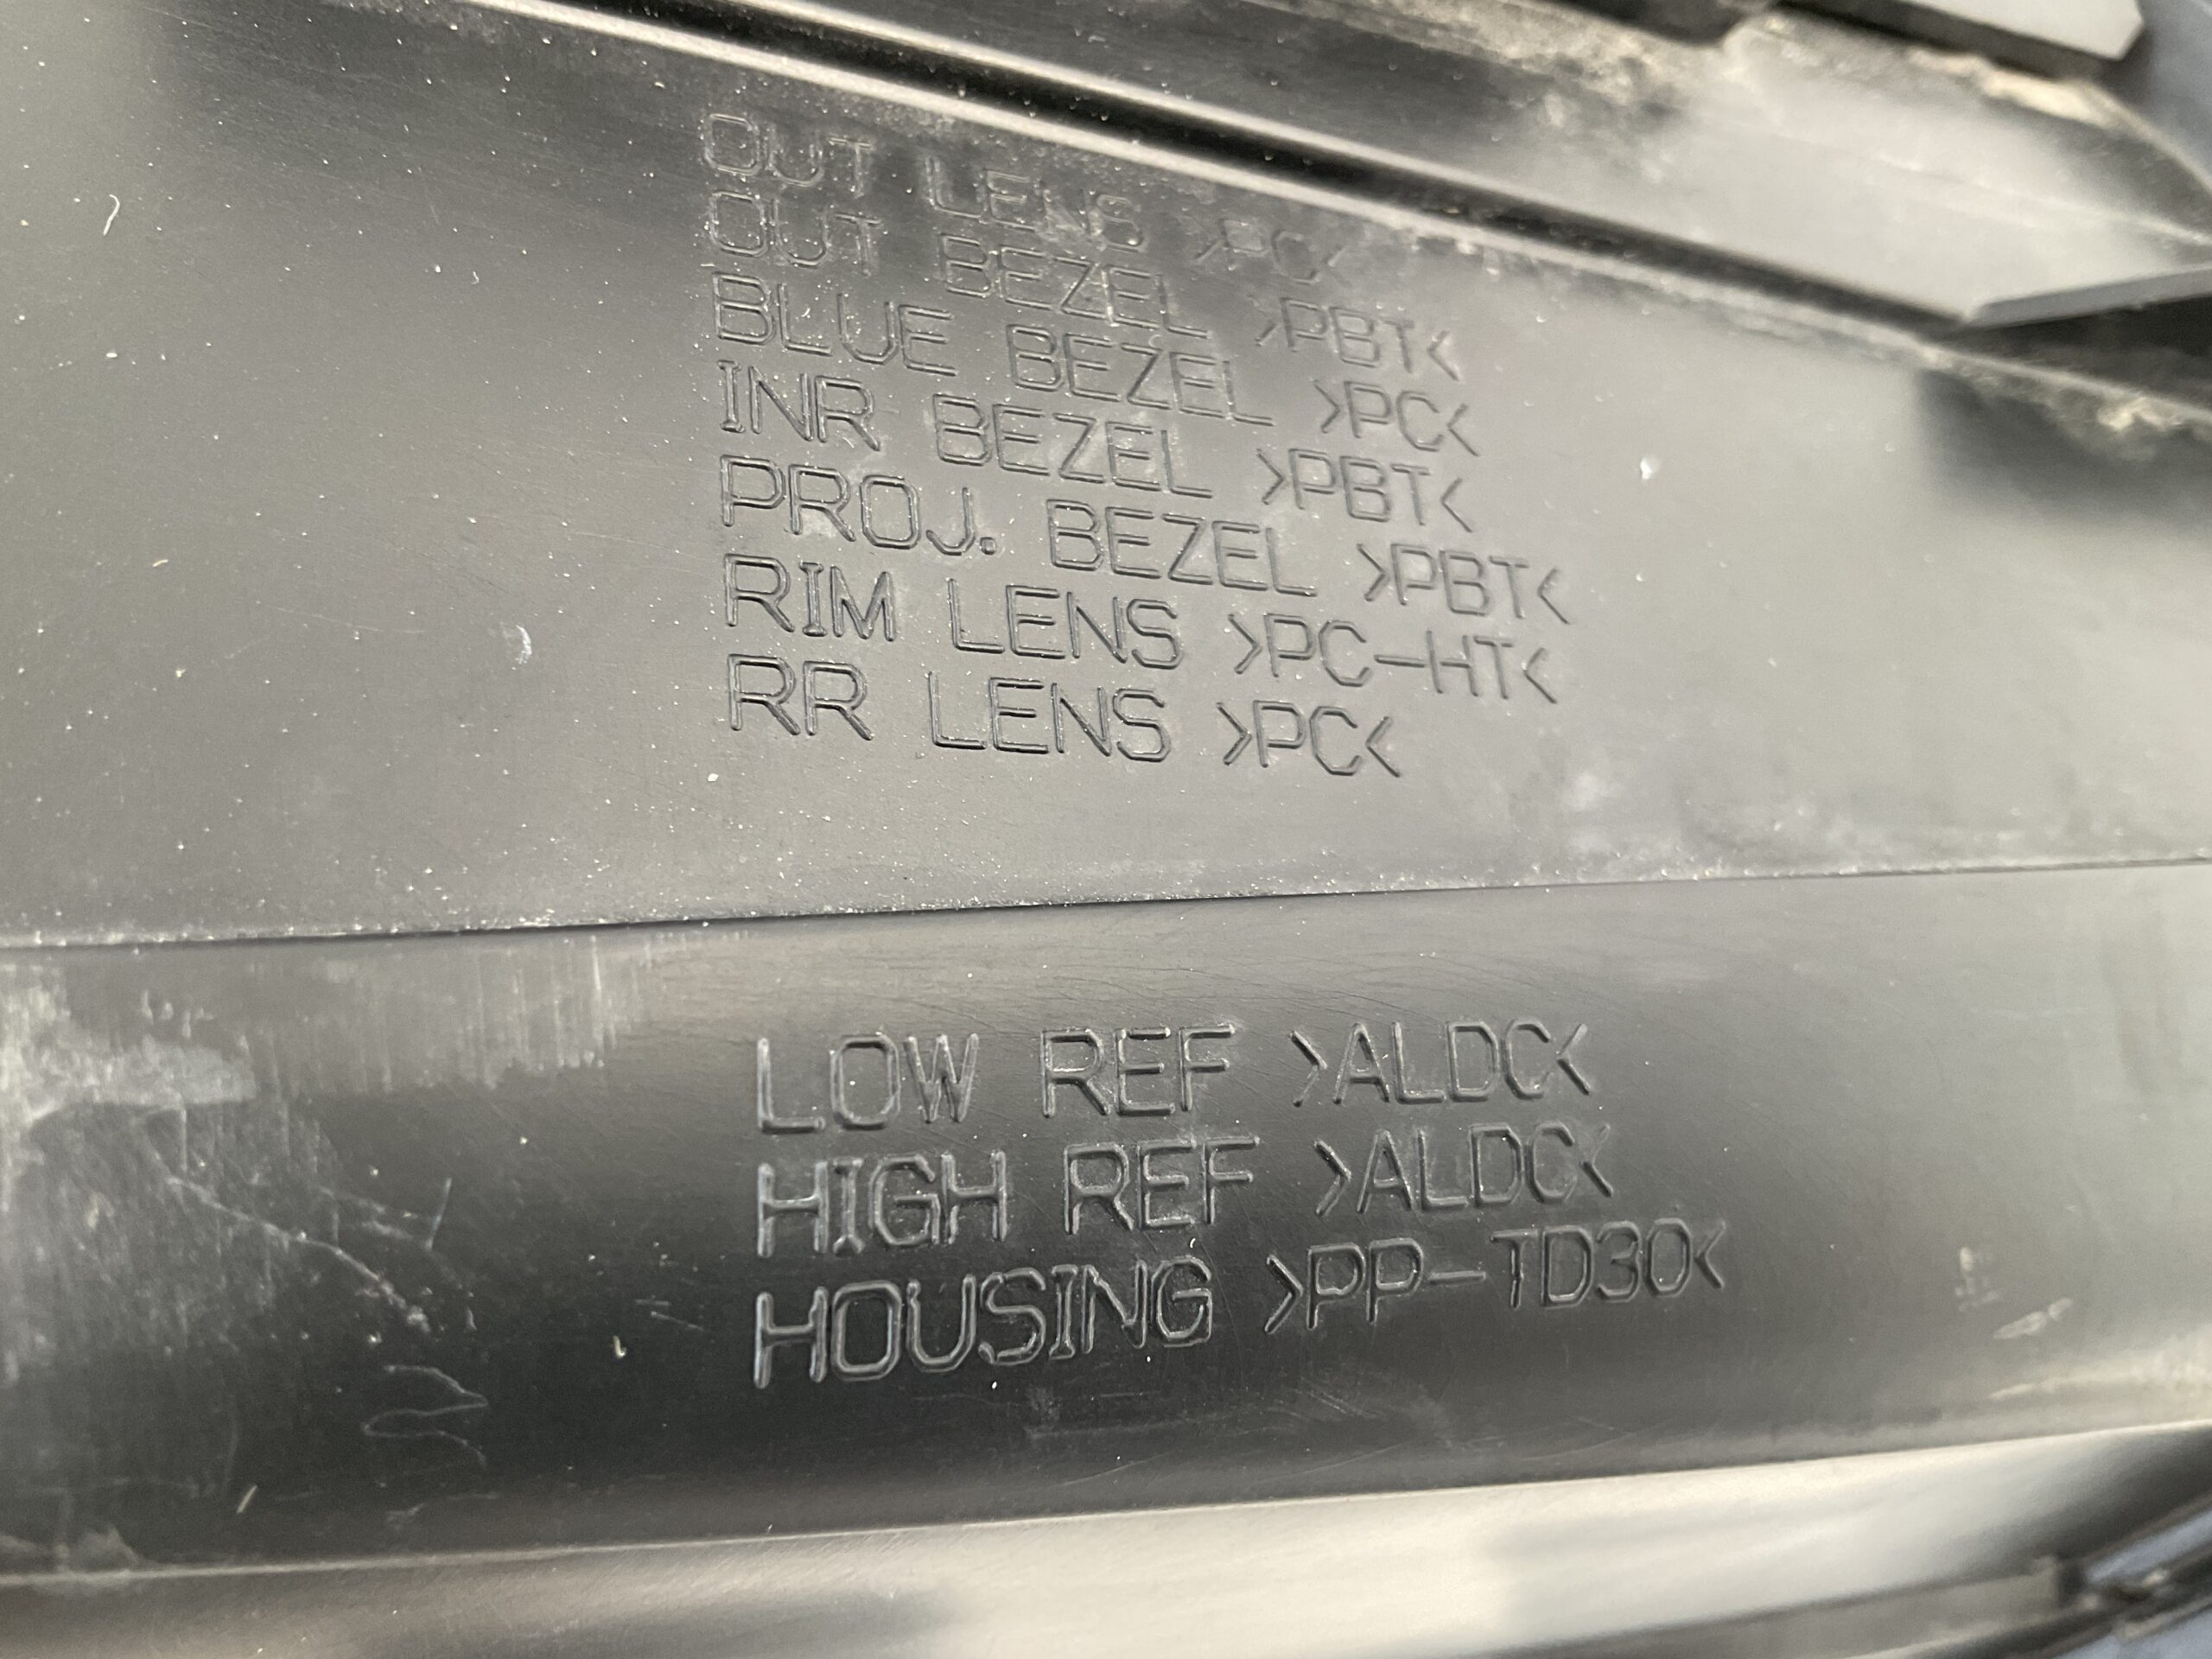 OUT LENS >PC<
OUT BEZEL >PBT<
BLUE BEZEL >PC<
INR BEZEL >PBT<
PROJ. BEZEL >PBT<
RIM LENS >PC-HT<
RR LENS >PC<
LOW REF >ALDC<
HIGH REF >ALDC<
HOUSING >PP-TD30<